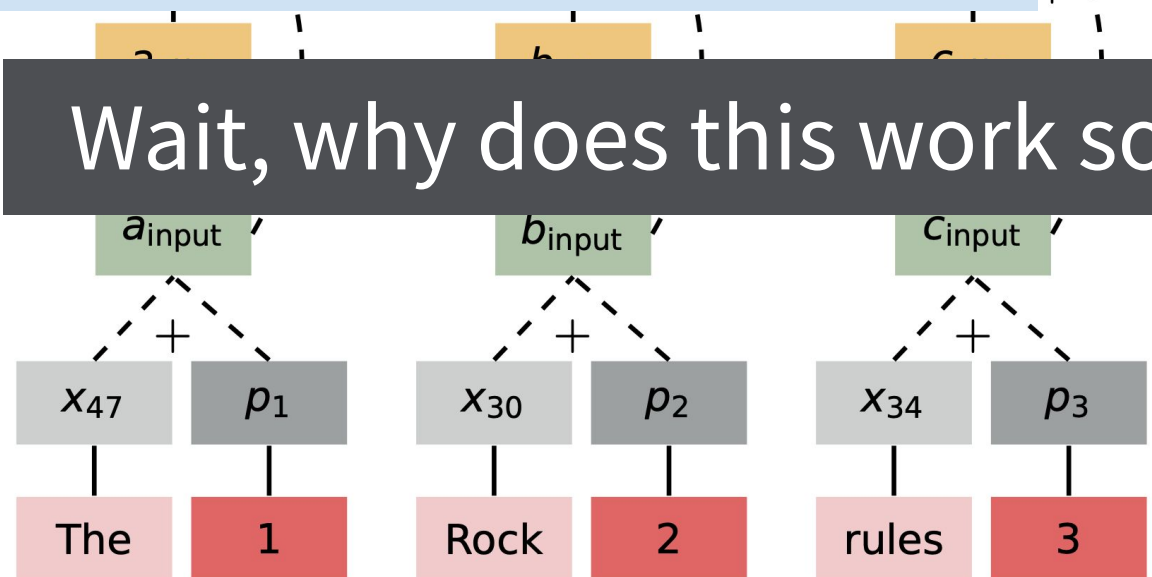 Wait, why does this work so
a_input b_input c_input
+ + +
x_47 p_1 x_30 p_2 x_34 p_3
The 1 Rock 2 rules 3